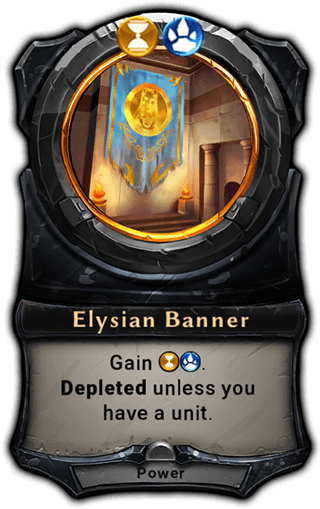 Elysian Banner
Gain .
Depleted unless you
have a unit.
Power